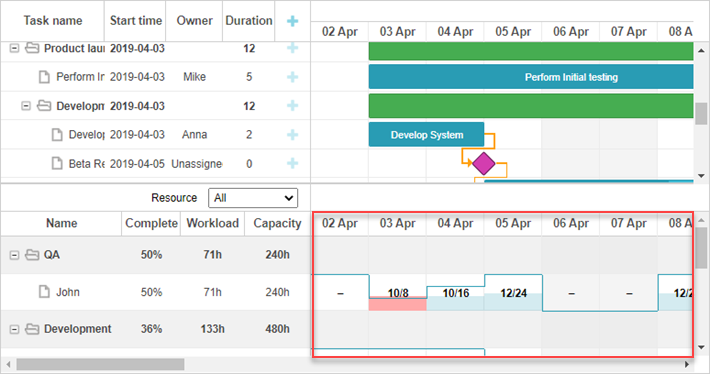 Task name Start time Owner Duration + 02 Apr 03 Apr 04 Apr 05 Apr 06 Apr 07 Apr 08 A
Product lau 2019-04-03 12 +
Perform Ir 2019-04-03 Mike 5 + Perform Initial testing
Developm 2019-04-03 12 +
Develop 2019-04-03 Anna 2 + Develop System
Beta Re 2019-04-05 Unassigne 0 +
Resource All
Name Complete Workload Capacity 02 Apr 03 Apr 04 Apr 05 Apr 06 Apr 07 Apr 08 A
QA 50% 71h 240h
John 50% 71h 240h – 10/8 10/16 12/24 – – 12/2
Development 36% 133h 480h